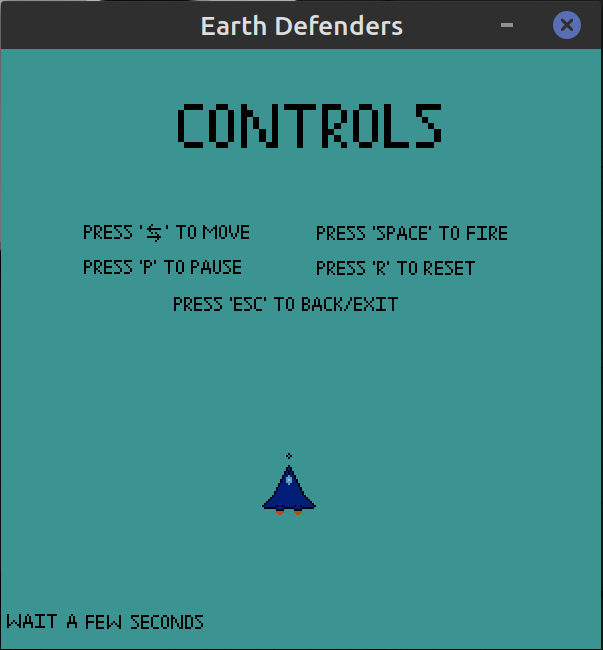 Earth Defenders
CONTROLS
PRESS '⇆' TO MOVE
PRESS 'SPACE' TO FIRE
PRESS 'P' TO PAUSE
PRESS 'R' TO RESET
PRESS 'ESC' TO BACK/EXIT
WAIT A FEW SECONDS